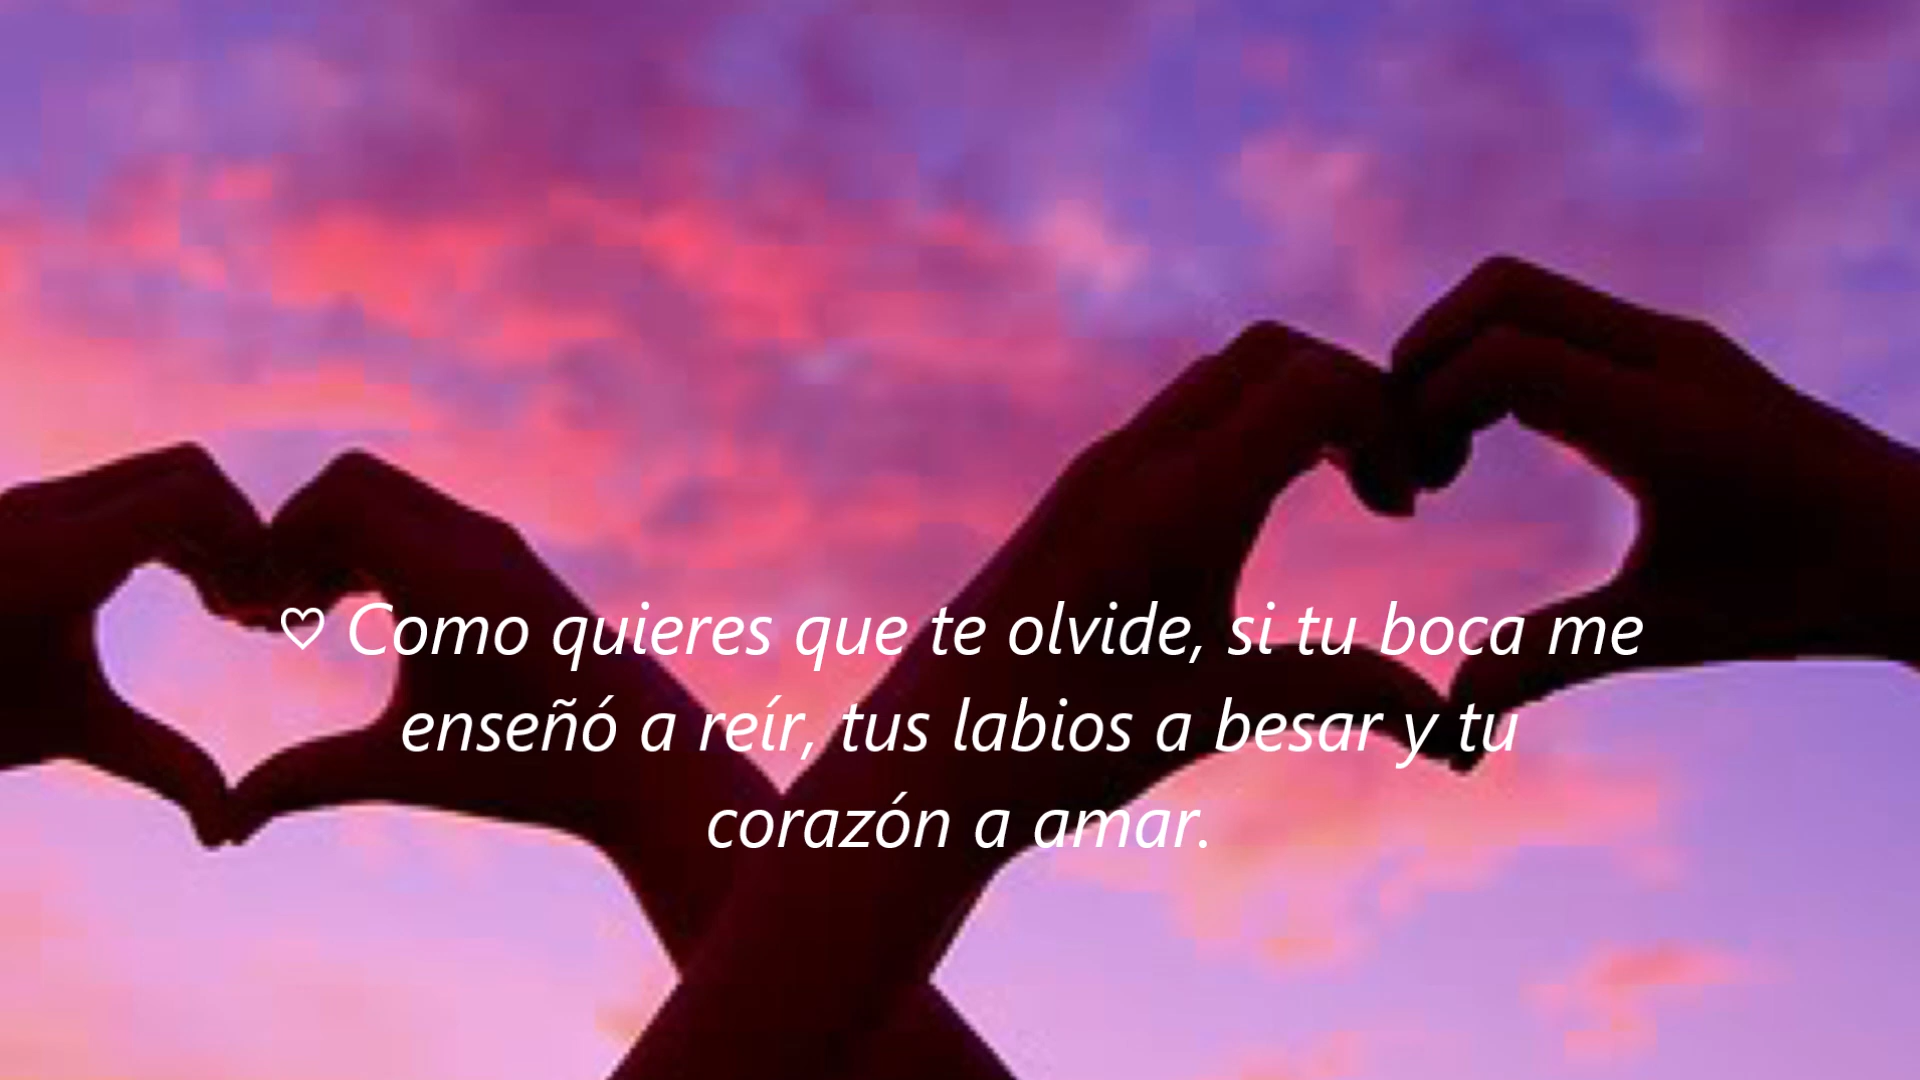 ♡ Como quieres que te olvide, si tu boca me
enseñó a reír, tus labios a besar y tu
corazón a amar.